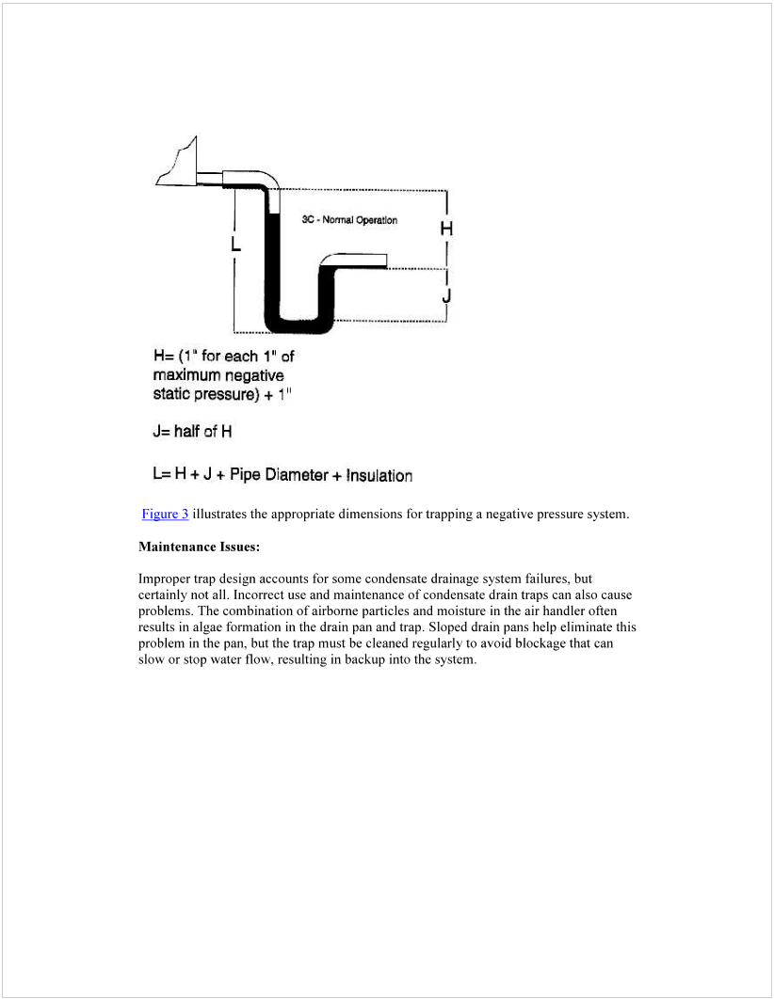 3C - Normal Operation
H
L
J
H= (1" for each 1" of
maximum negative
static pressure) + 1"
J= half of H
L= H + J + Pipe Diameter + Insulation
Figure 3 illustrates the appropriate dimensions for trapping a negative pressure system.
Maintenance Issues:
Improper trap design accounts for some condensate drainage system failures, but
certainly not all. Incorrect use and maintenance of condensate drain traps can also cause
problems. The combination of airborne particles and moisture in the air handler often
results in algae formation in the drain pan and trap. Sloped drain pans help eliminate this
problem in the pan, but the trap must be cleaned regularly to avoid blockage that can
slow or stop water flow, resulting in backup into the system.